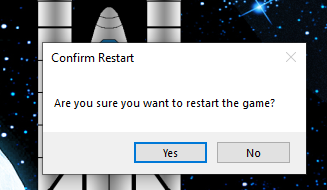 Confirm Restart
Are you sure you want to restart the game?
Yes
No